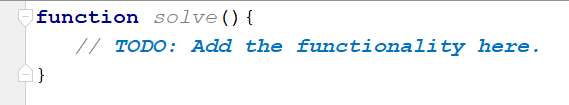 function solve(){
// TODO: Add the functionality here.
}